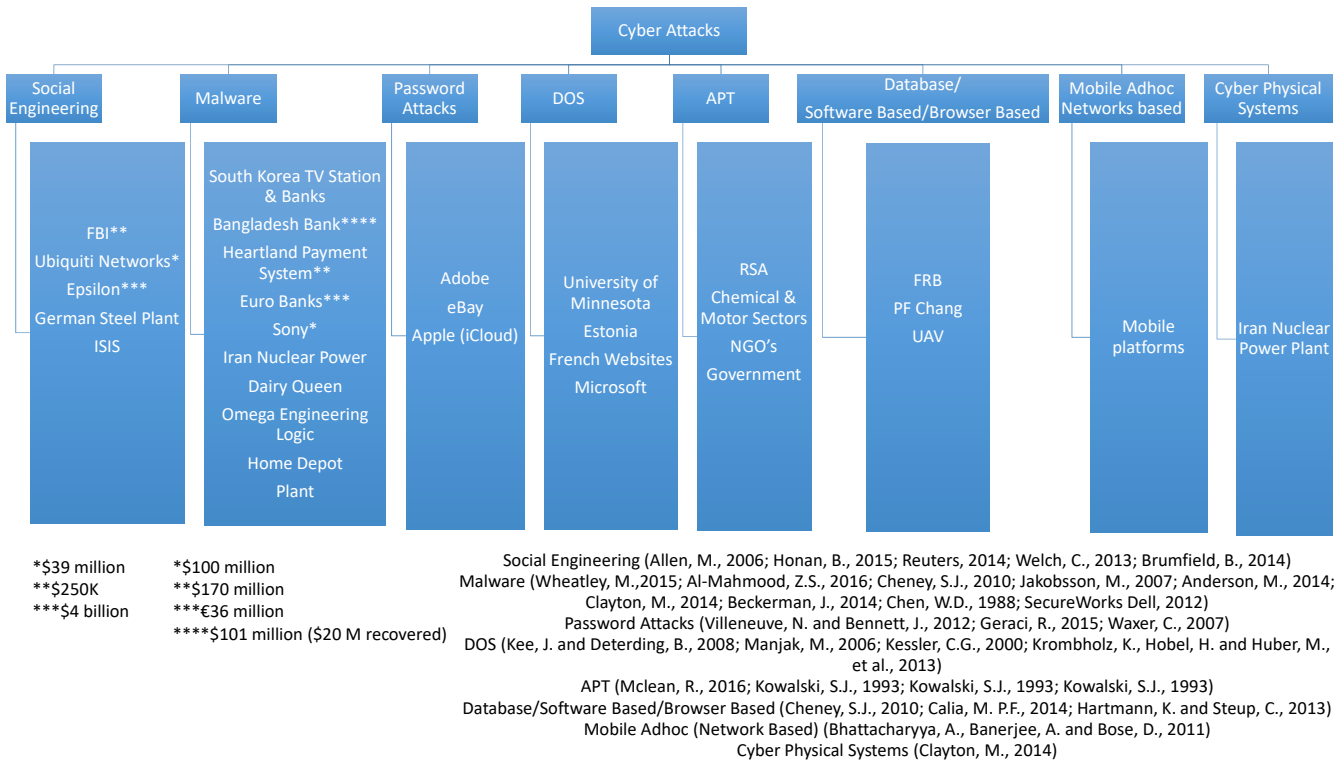 Cyber Attacks
Social
Engineering
Malware
Password
Attacks
DOS
APT
Database/
Software Based/Browser Based
Mobile Adhoc
Networks based
Cyber Physical
Systems
FBI**
Ubiquiti Networks*
Epsilon***
German Steel Plant
ISIS
South Korea TV Station
& Banks
Bangladesh Bank****
Heartland Payment
System**
Euro Banks***
Sony*
Iran Nuclear Power
Dairy Queen
Omega Engineering
Logic
Home Depot
Plant
Adobe
eBay
Apple (iCloud)
University of
Minnesota
Estonia
French Websites
Microsoft
RSA
Chemical &
Motor Sectors
NGO's
Government
FRB
PF Chang
UAV
Mobile
platforms
Iran Nuclear
Power Plant
*$39 million
**$250K
***$4 billion
*$100 million
**$170 million
***€36 million
****$101 million ($20 M recovered)
Social Engineering (Allen, M., 2006; Honan, B., 2015; Reuters, 2014; Welch, C., 2013; Brumfield, B., 2014)
Malware (Wheatley, M.,2015; Al-Mahmood, Z.S., 2016; Cheney, S.J., 2010; Jakobsson, M., 2007; Anderson, M., 2014;
Clayton, M., 2014; Beckerman, J., 2014; Chen, W.D., 1988; SecureWorks Dell, 2012)
Password Attacks (Villeneuve, N. and Bennett, J., 2012; Geraci, R., 2015; Waxer, C., 2007)
DOS (Kee, J. and Deterding, B., 2008; Manjak, M., 2006; Kessler, C.G., 2000; Krombholz, K., Hobel, H. and Huber, M.,
et al., 2013)
APT (Mclean, R., 2016; Kowalski, S.J., 1993; Kowalski, S.J., 1993; Kowalski, S.J., 1993)
Database/Software Based/Browser Based (Cheney, S.J., 2010; Calia, M. P.F., 2014; Hartmann, K. and Steup, C., 2013)
Mobile Adhoc (Network Based) (Bhattacharyya, A., Banerjee, A. and Bose, D., 2011)
Cyber Physical Systems (Clayton, M., 2014)